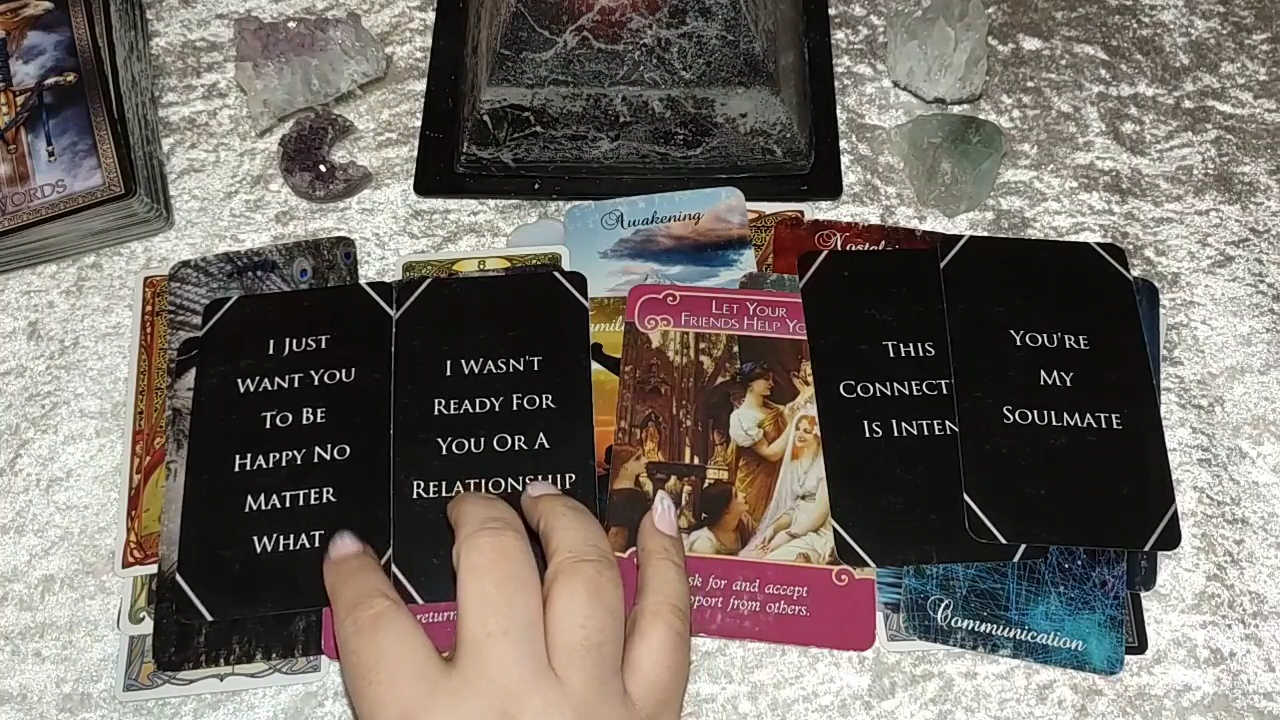 WORDS
8
Awakening
LET YOUR
FRIENDS HELP YO
I JUST
WANT YOU
TO BE
HAPPY NO
MATTER
WHAT
I WASN'T
READY FOR
YOU OR A
RELATIONSHIP
THIS
CONNECT
IS INTEN
YOU'RE
MY
SOULMATE
return
sk for and accept
pport from others.
Communication